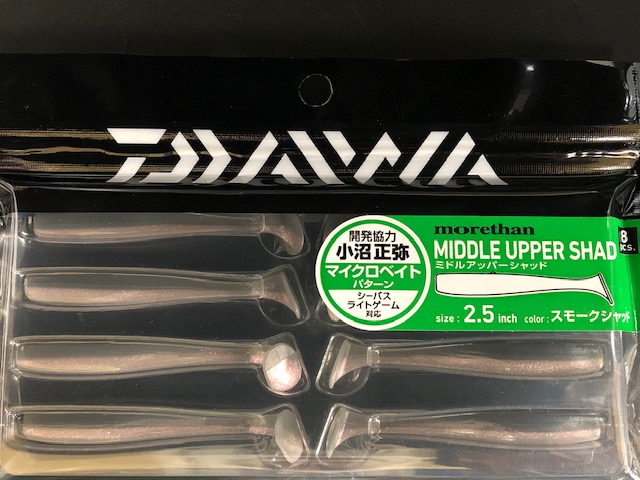 DAIWA
開発協力
小沼 正弥
マイクロベイト
パターン
シーバス
ライトゲーム
対応
morethan
MIDDLE UPPER SHAD
ミドルアッパーシャッド
size : 2.5 inch color : スモークシャッド
8
PCS.